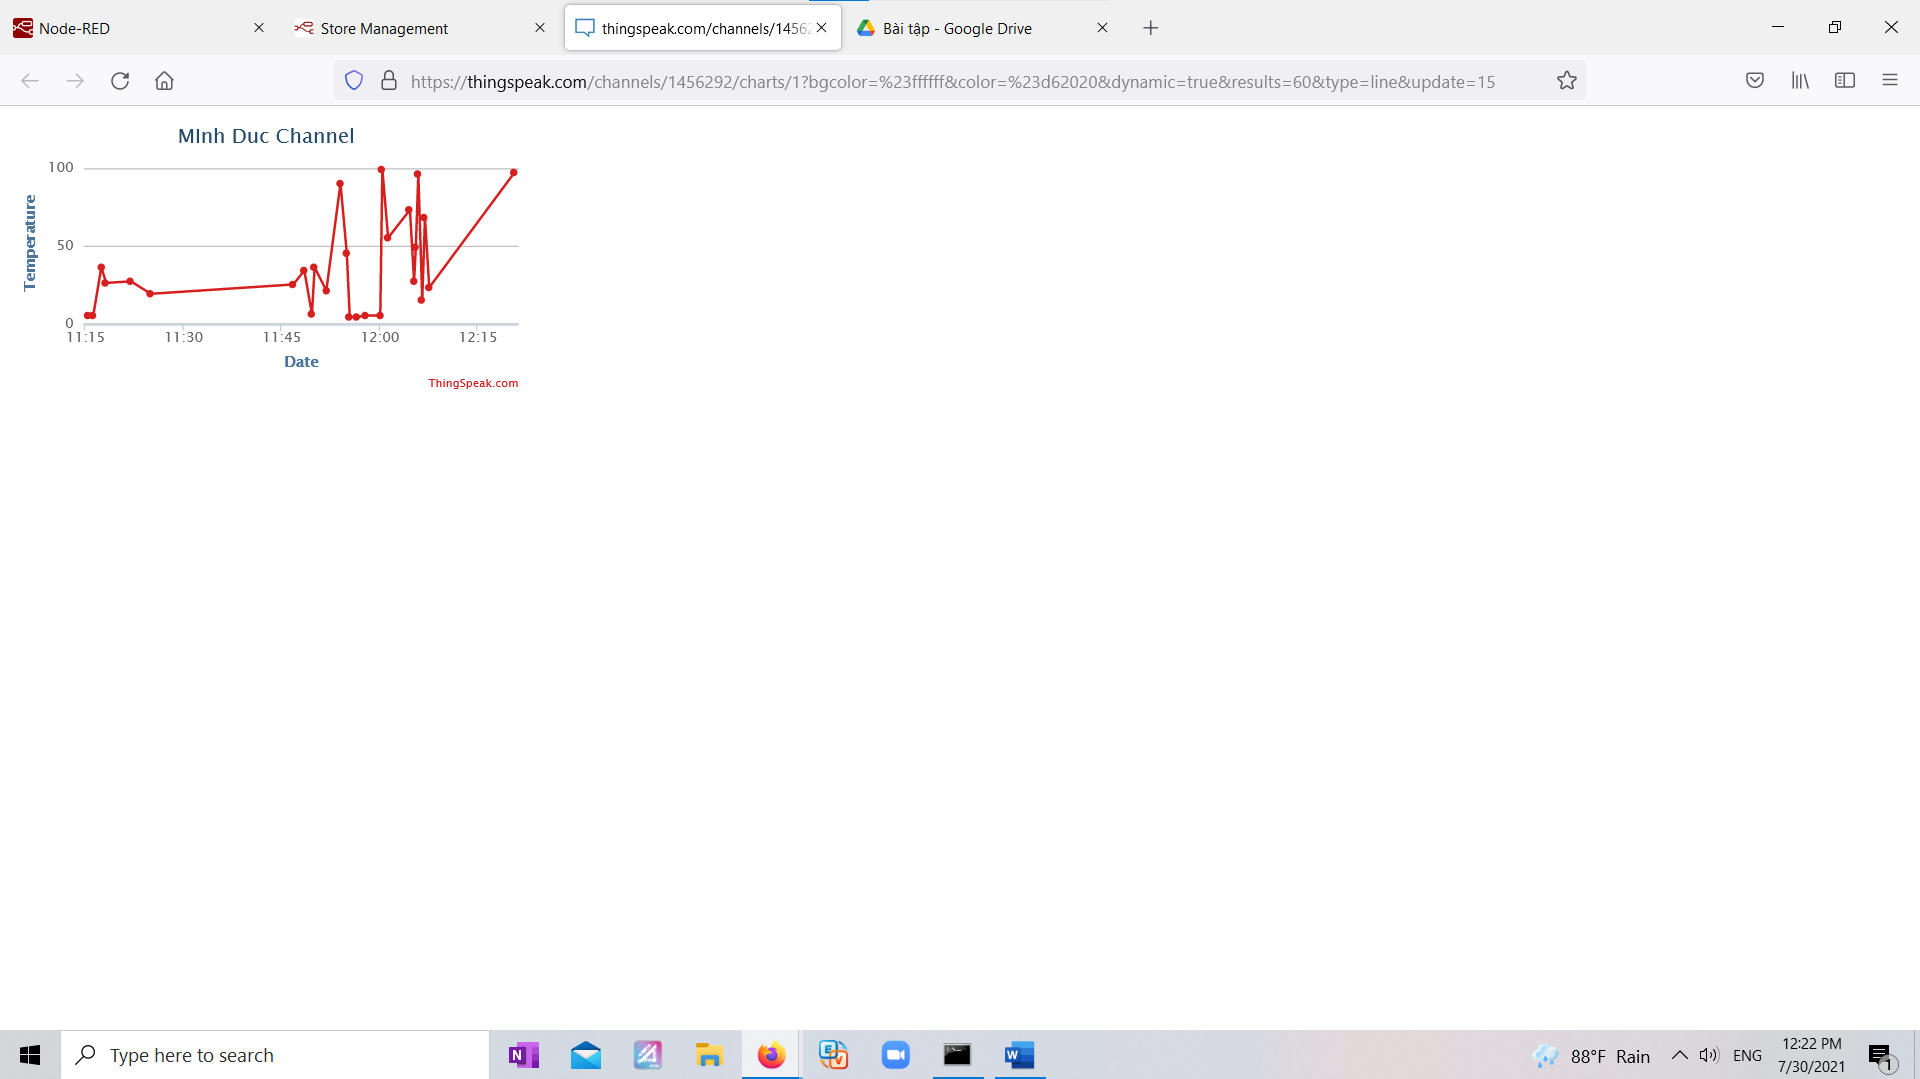 Node-RED
Store Management
thingspeak.com/channels/14562
Bài tập - Google Drive
https://thingspeak.com/channels/1456292/charts/1?bgcolor=%23ffffff&color=%23d62020&dynamic=true&results=60&type=line&update=15
MInh Duc Channel
100
50
0
Temperature
11:15 11:30 11:45 12:00 12:15
Date
ThingSpeak.com
Type here to search
N
W
88°F Rain
ENG
12:22 PM
7/30/2021
1